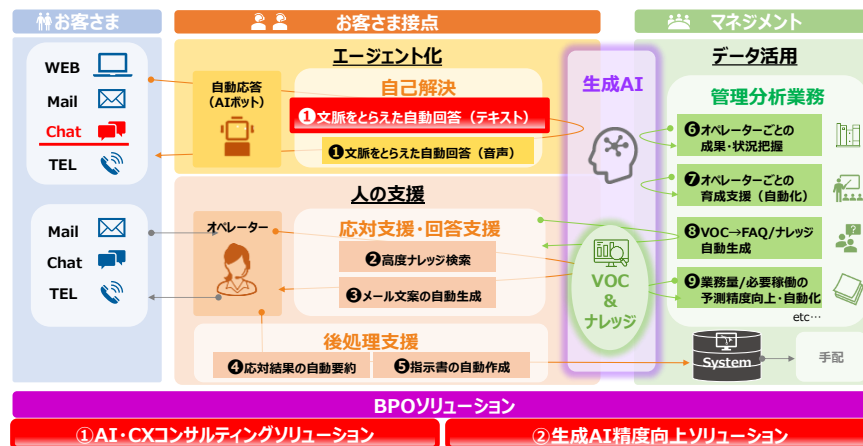 お客さま
お客さま接点
マネジメント
WEB
Mail
Chat
TEL
Mail
Chat
TEL
エージェント化
自動応答
(AIボット)
自己解決
❶文脈をとらえた自動回答（テキスト）
❶文脈をとらえた自動回答（音声）
人の支援
オペレーター
応対支援・回答支援
❷高度ナレッジ検索
❸メール文案の自動生成
後処理支援
❹応対結果の自動要約
❺指示書の自動作成
生成AI
VOC
&
ナレッジ
データ活用
管理分析業務
❻オペレーターごとの
成果・状況把握
❼オペレーターごとの
育成支援（自動化）
❽VOC→FAQ/ナレッジ
自動生成
❾業務量/必要稼働の
予測精度向上・自動化
etc…
System
手配
BPOソリューション
①AI・CXコンサルティングソリューション
②生成AI精度向上ソリューション